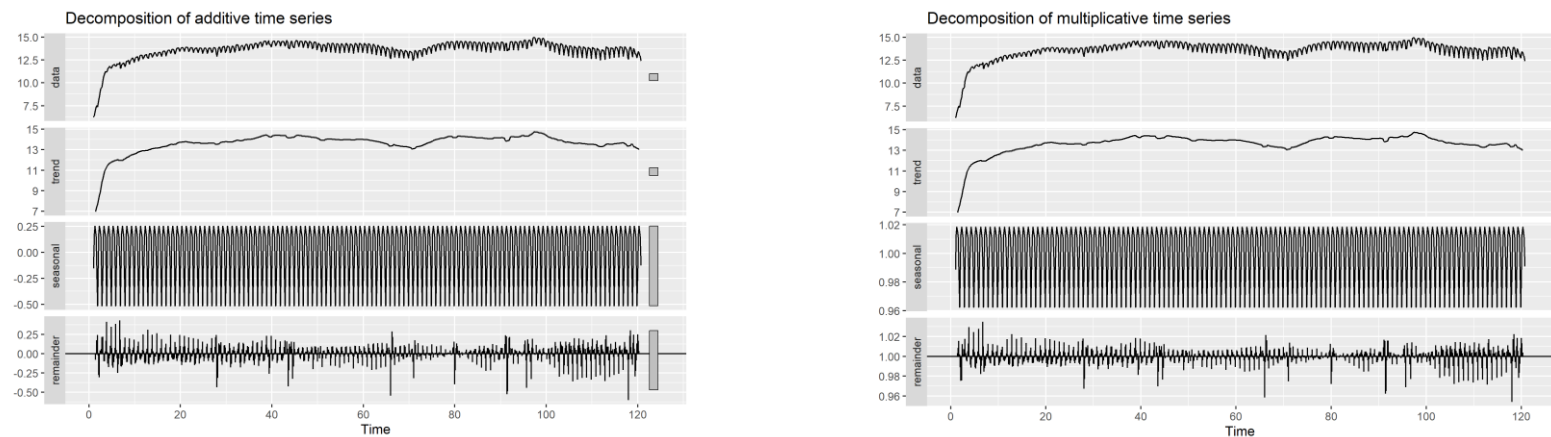 Decomposition of additive time series
15.0
12.5
10.0
7.5
data
15
13
11
9
7
trend
0.25
0.00
-0.25
-0.50
seasonal
0.25
0.00
-0.25
-0.50
remainder
0 20 40 60 80 100 120
Time
Decomposition of multiplicative time series
15.0
12.5
10.0
7.5
data
15
13
11
9
7
trend
1.02
1.00
0.98
0.96
seasonal
1.02
1.00
0.98
0.96
remainder
0 20 40 60 80 100 120
Time